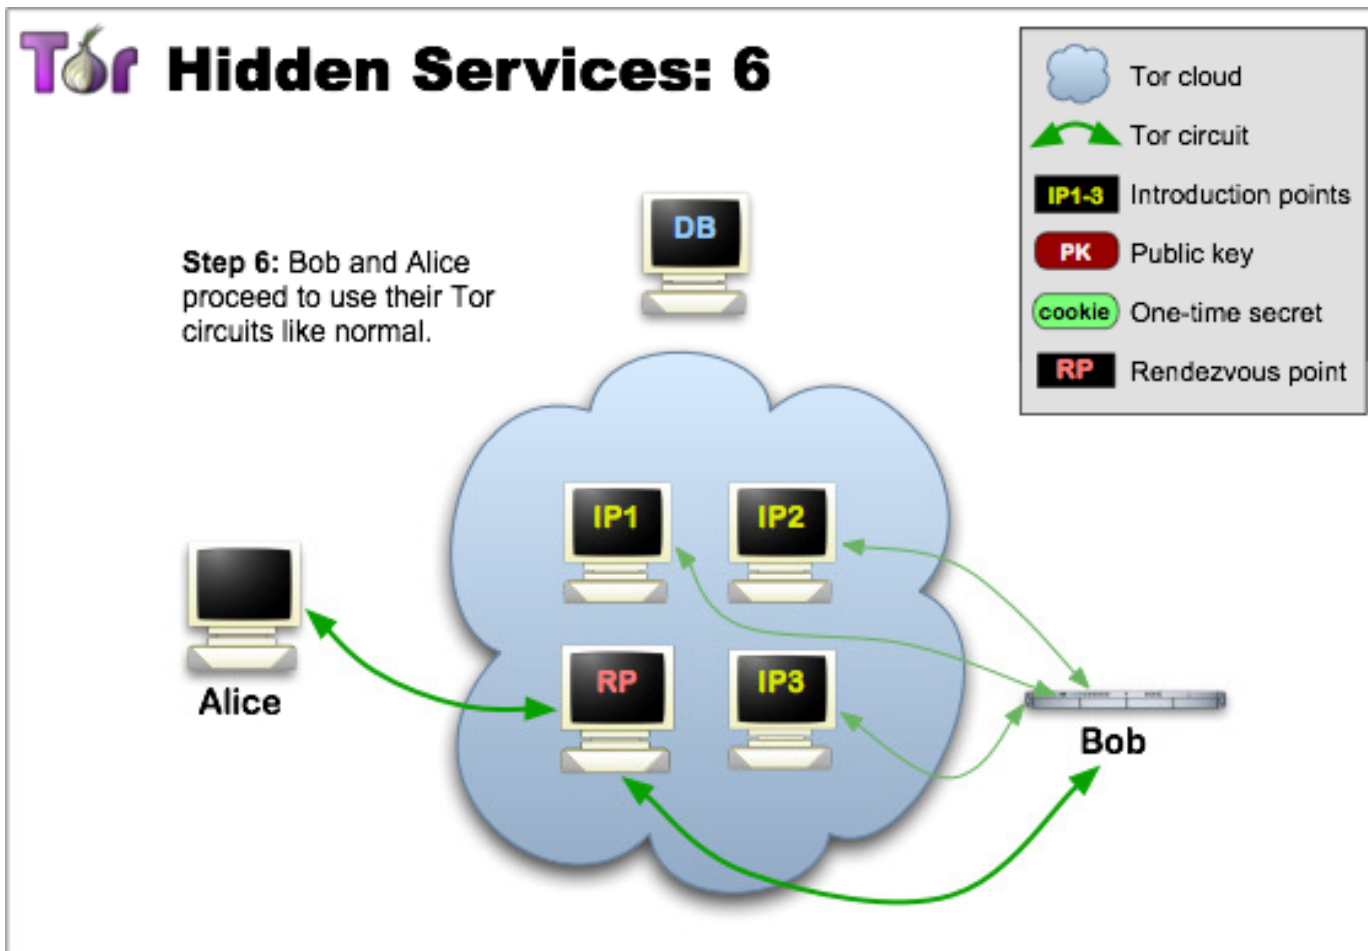 Tor Hidden Services: 6
Tor cloud
Tor circuit
IP1-3 Introduction points
PK Public key
cookie One-time secret
RP Rendezvous point
DB
Step 6: Bob and Alice
proceed to use their Tor
circuits like normal.
IP1 IP2
Alice
RP IP3
Bob